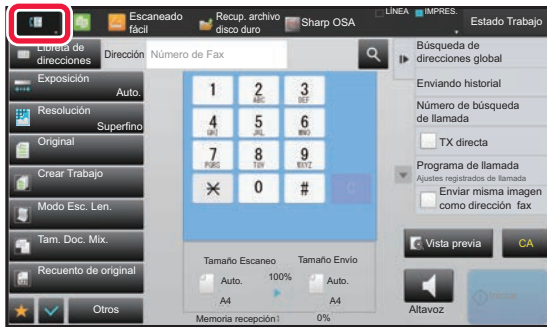 Escaneado
fácil
Recup. archivo
disco duro
Sharp OSA
LÍNEA
IMPRES.
Estado Trabajo
Libreta de
direcciones
Dirección
Número de Fax
Exposición
Auto.
Resolución
Superfino
Original
Crear Trabajo
Modo Esc. Len.
Tam. Doc. Mix.
Recuento de original
Otros
1
2
ABC
3
DEF
4
GHI
5
JKL
6
MNO
7
PQRS
8
TUV
9
WXYZ
0
#
C
Tamaño Escaneo
Tamaño Envío
Auto.
100%
Auto.
A4
A4
Memoria recepción:
0%
Búsqueda de
direcciones global
Enviando historial
Número de búsqueda
de llamada
TX directa
Programa de llamada
Ajustes registrados de llamada
Enviar misma imagen
como dirección fax
Vista previa
CA
Altavoz